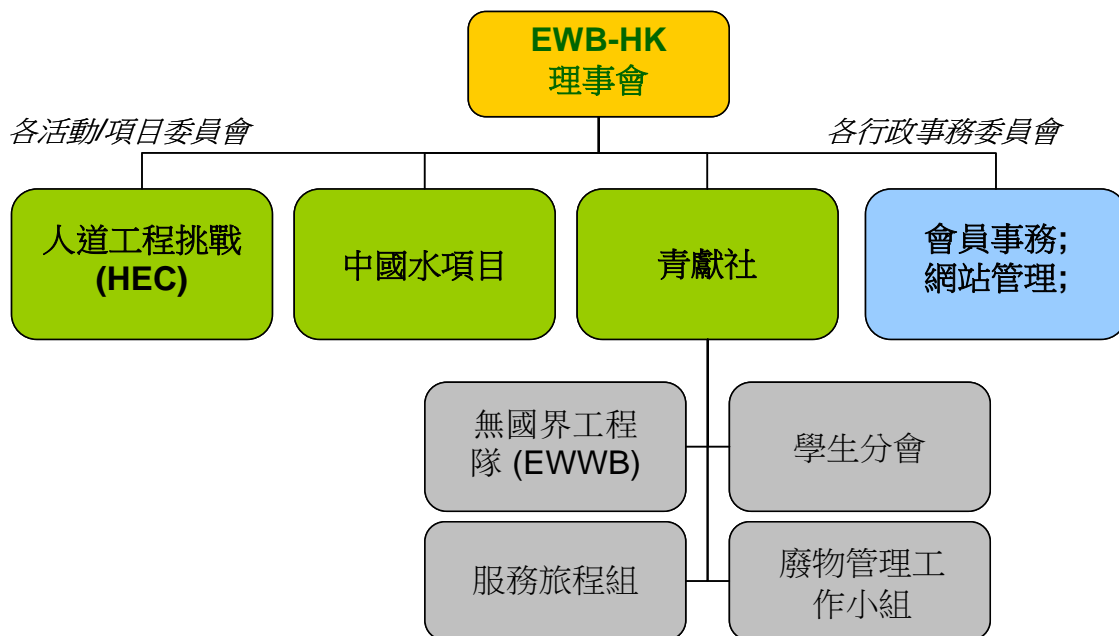 EWB-HK
理事會
各活動/項目委員會
各行政事務委員會
人道工程挑戰
(HEC)
中國水項目
青獻社
會員事務;
網站管理;
無國界工程
隊 (EWWB)
學生分會
服務旅程組
廢物管理工
作小組